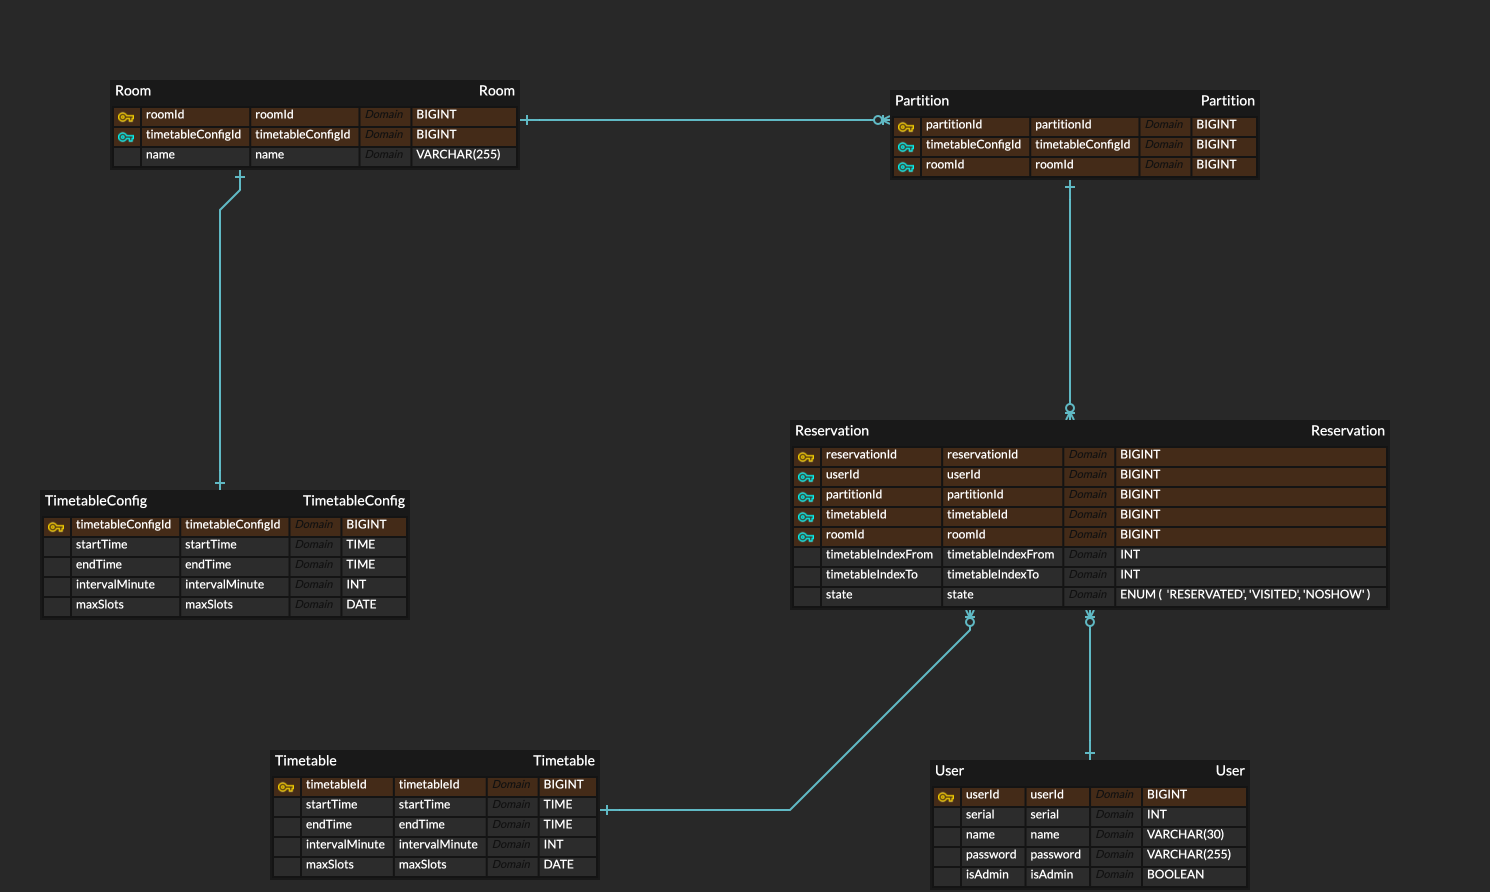 Room Room
roomId roomId Domain BIGINT
timetableConfigId timetableConfigId Domain BIGINT
name name Domain VARCHAR(255)
Partition Partition
partitionId partitionId Domain BIGINT
timetableConfigId timetableConfigId Domain BIGINT
roomId roomId Domain BIGINT
Reservation Reservation
reservationId reservationId Domain BIGINT
userId userId Domain BIGINT
partitionId partitionId Domain BIGINT
timetableId timetableId Domain BIGINT
roomId roomId Domain BIGINT
timetableIndexFrom timetableIndexFrom Domain INT
timetableIndexTo timetableIndexTo Domain INT
state state Domain ENUM ( 'RESERVATED', 'VISITED', 'NOSHOW' )
TimetableConfig TimetableConfig
timetableConfigId timetableConfigId Domain BIGINT
startTime startTime Domain TIME
endTime endTime Domain TIME
intervalMinute intervalMinute Domain INT
maxSlots maxSlots Domain DATE
Timetable Timetable
timetableId timetableId Domain BIGINT
startTime startTime Domain TIME
endTime endTime Domain TIME
intervalMinute intervalMinute Domain INT
maxSlots maxSlots Domain DATE
User User
userId userId Domain BIGINT
serial serial Domain INT
name name Domain VARCHAR(30)
password password Domain VARCHAR(255)
isAdmin isAdmin Domain BOOLEAN